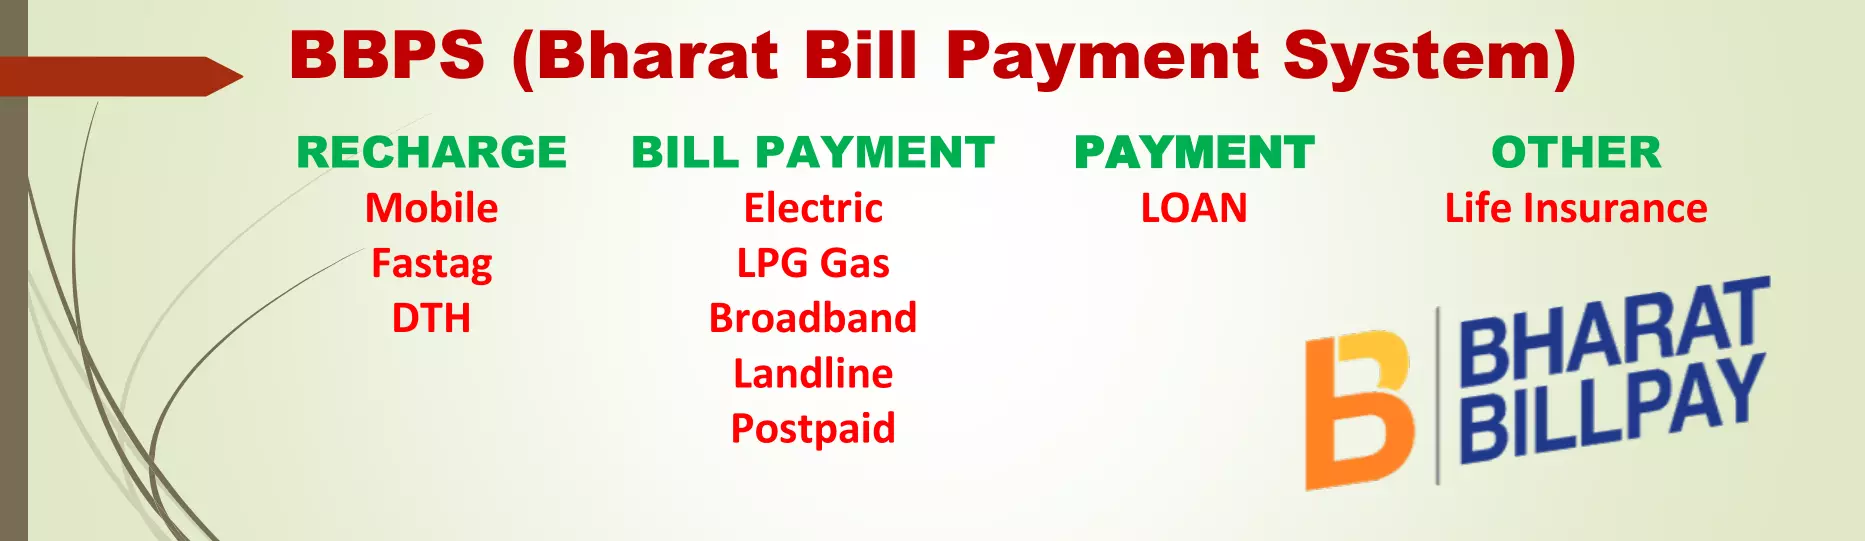 BBPS (Bharat Bill Payment System)
RECHARGE
Mobile
Fastag
DTH
BILL PAYMENT
Electric
LPG Gas
Broadband
Landline
Postpaid
PAYMENT
LOAN
OTHER
Life Insurance
B
BHARAT
BILLPAY